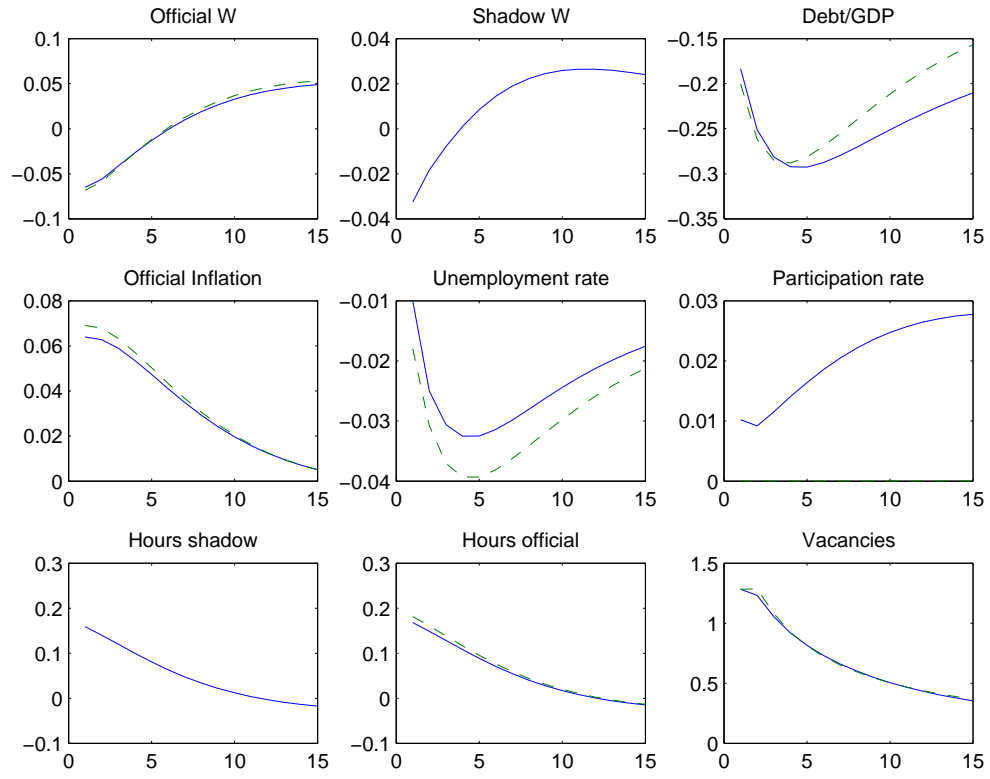 Official W
Shadow W
Debt/GDP
0.1
0.05
0
−0.05
−0.1
0 5 10 15
0.04
0.02
0
−0.02
−0.04
0 5 10 15
−0.15
−0.2
−0.25
−0.3
−0.35
0 5 10 15
Official Inflation
Unemployment rate
Participation rate
0.08
0.06
0.04
0.02
0
0 5 10 15
−0.01
−0.02
−0.03
−0.04
0 5 10 15
0.03
0.02
0.01
0
0 5 10 15
Hours shadow
Hours official
Vacancies
0.3
0.2
0.1
0
−0.1
0 5 10 15
0.3
0.2
0.1
0
−0.1
0 5 10 15
1.5
1
0.5
0
0 5 10 15